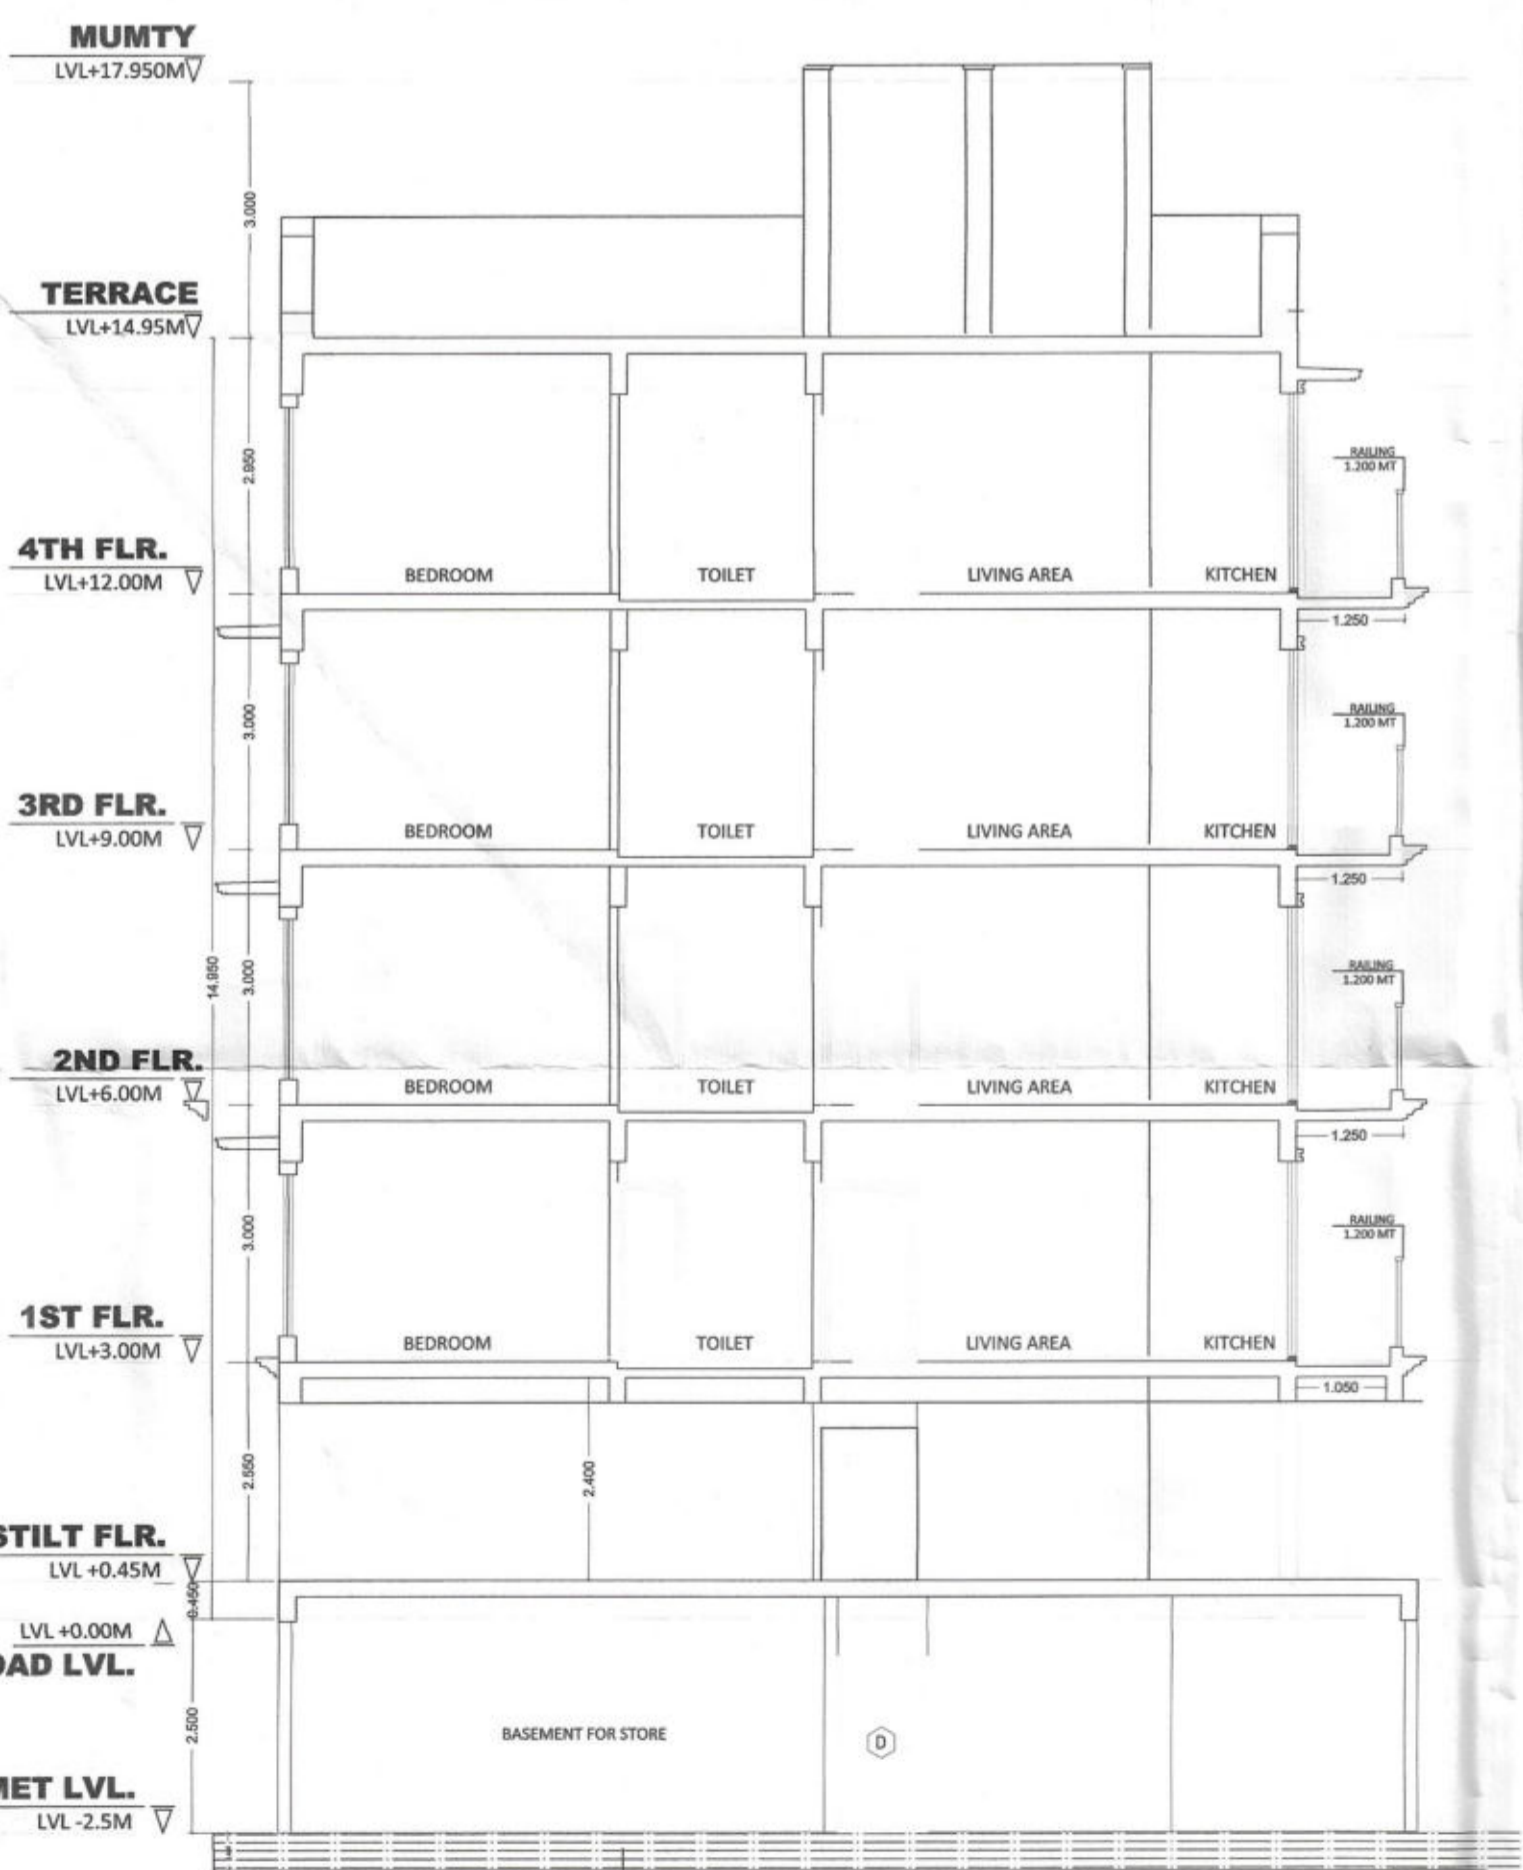 MUMTY
LVL+17.950M
3.000
TERRACE
LVL+14.95M
2.950
RAILING
1.200 MT
4TH FLR.
LVL+12.00M
BEDROOM TOILET LIVING AREA KITCHEN
1.250
3.000
RAILING
1.200 MT
3RD FLR.
LVL+9.00M
BEDROOM TOILET LIVING AREA KITCHEN
1.250
14.950
3.000
RAILING
1.200 MT
2ND FLR.
LVL+6.00M
BEDROOM TOILET LIVING AREA KITCHEN
1.250
3.000
RAILING
1.200 MT
1ST FLR.
LVL+3.00M
BEDROOM TOILET LIVING AREA KITCHEN
1.050
2.550
2.400
STILT FLR.
LVL +0.45M
0.450
LVL +0.00M
OAD LVL.
2.500
BASEMENT FOR STORE
D
MET LVL.
LVL -2.5M